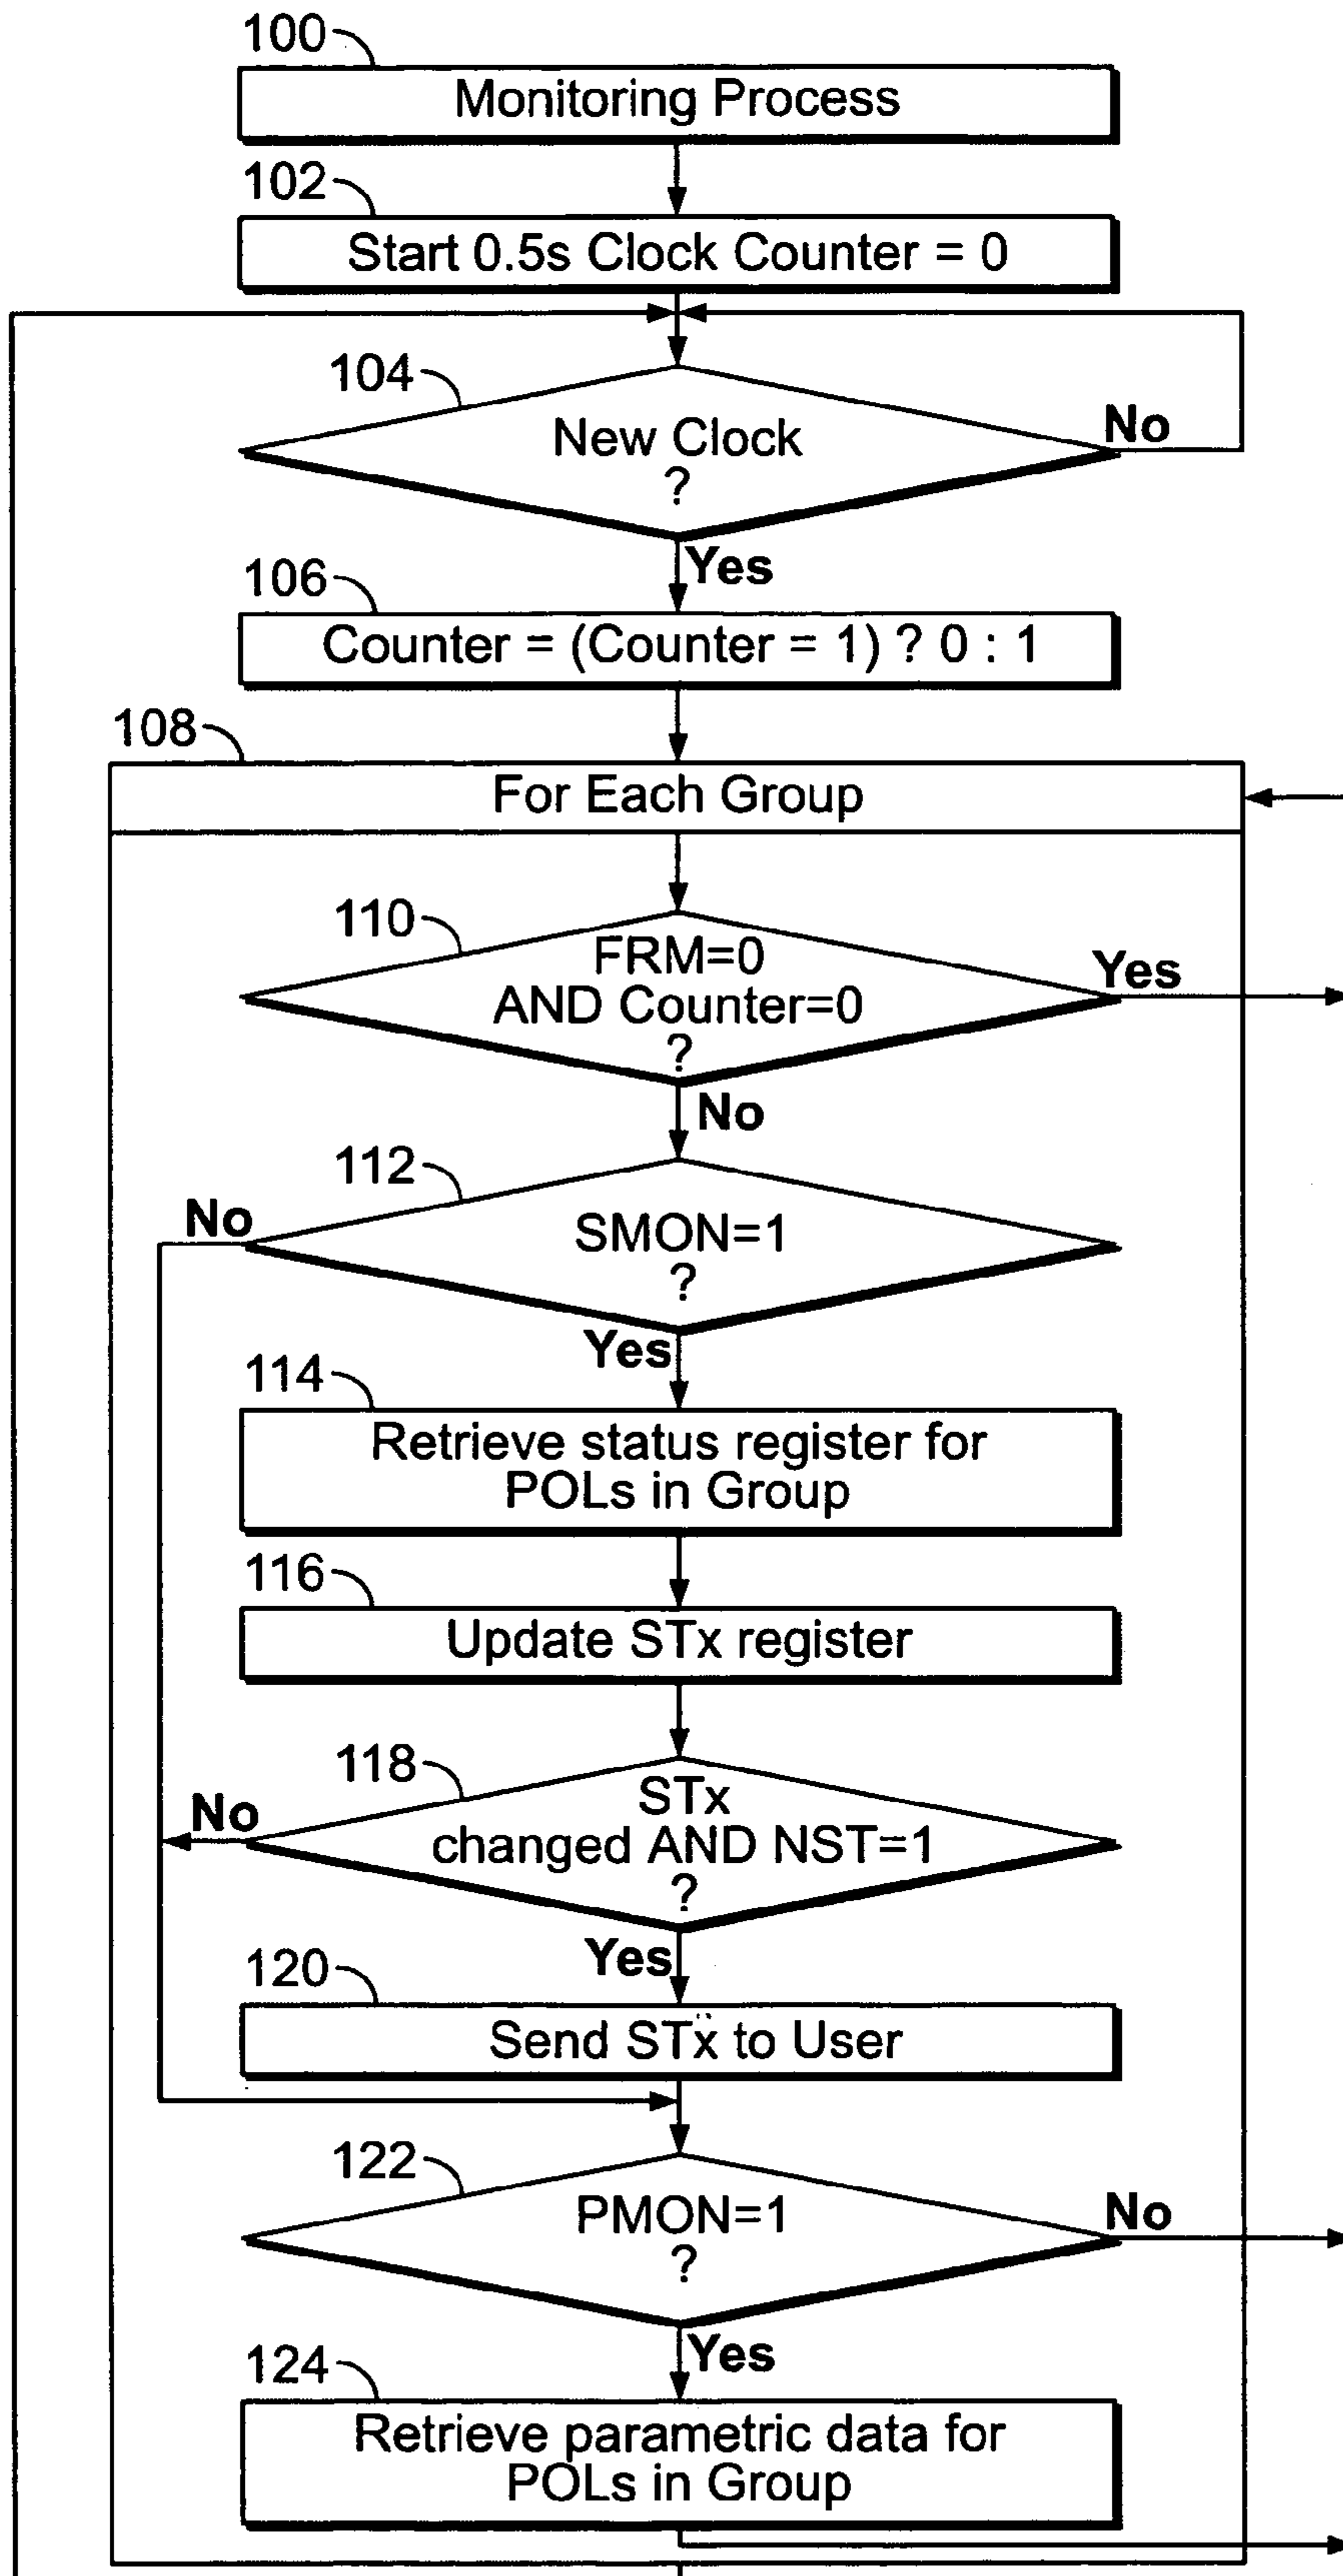 100
Monitoring Process
102
Start 0.5s Clock Counter = 0
104
New Clock
?
No
Yes
106
Counter = (Counter = 1) ? 0 : 1
108
For Each Group
110
FRM=0
AND Counter=0
?
Yes
No
112
SMON=1
?
No
Yes
114
Retrieve status register for
POLs in Group
116
Update STx register
118
STx
changed AND NST=1
?
No
Yes
120
Send STx to User
122
PMON=1
?
No
Yes
124
Retrieve parametric data for
POLs in Group